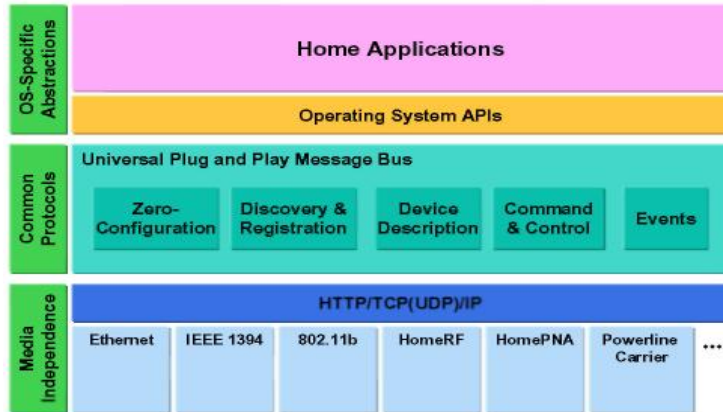 OS-Specific
Abstractions
Home Applications
Operating System APIs
Common
Protocols
Universal Plug and Play Message Bus
Zero-
Configuration
Discovery &
Registration
Device
Description
Command
& Control
Events
Media
Independence
HTTP/TCP(UDP)/IP
Ethernet
IEEE 1394
802.11b
HomeRF
HomePNA
Powerline
Carrier
...